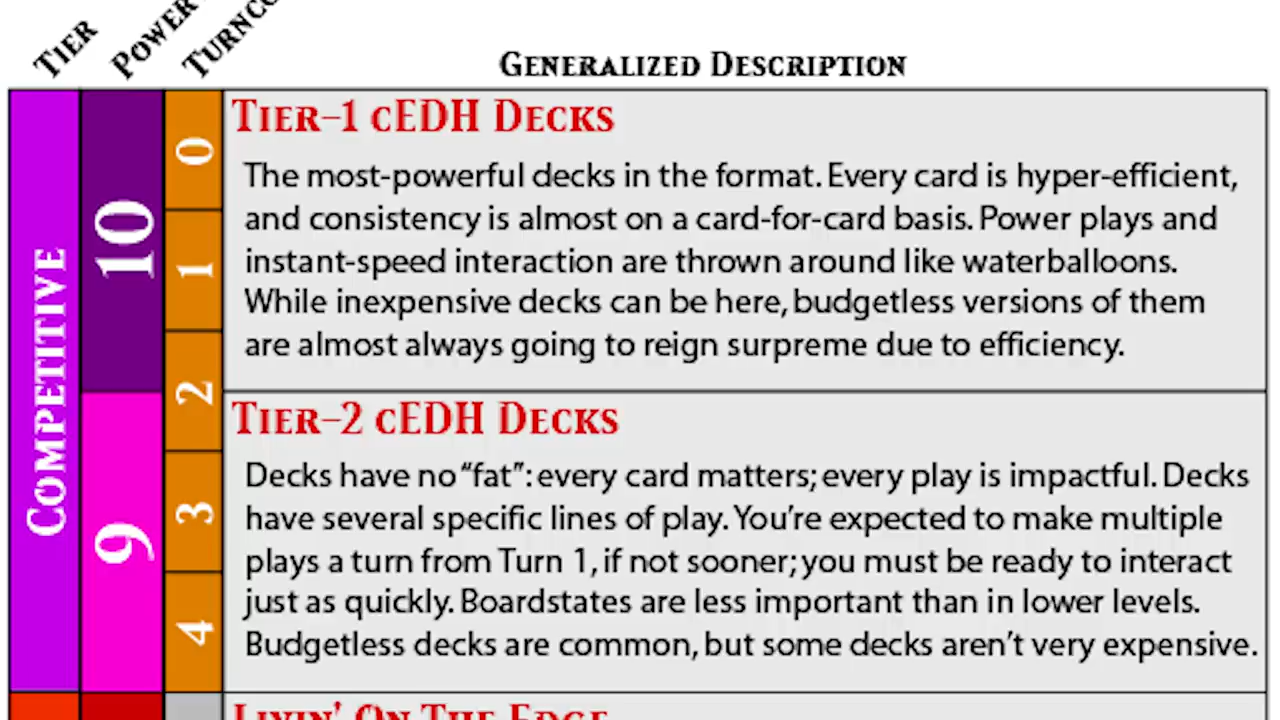 TIER
POWER
GENERALIZED DESCRIPTION
COMPETITIVE
10
9
0
1
2
3
4
TIER–1 CEDH DECKS
The most-powerful decks in the format. Every card is hyper-efficient,
and consistency is almost on a card-for-card basis. Power plays and
instant-speed interaction are thrown around like waterballoons.
While inexpensive decks can be here, budgetless versions of them
are almost always going to reign surpreme due to efficiency.
TIER–2 CEDH DECKS
Decks have no “fat”: every card matters; every play is impactful. Decks
have several specific lines of play. You’re expected to make multiple
plays a turn from Turn 1, if not sooner; you must be ready to interact
just as quickly. Boardstates are less important than in lower levels.
Budgetless decks are common, but some decks aren’t very expensive.
LIVIN' ON THE EDGE